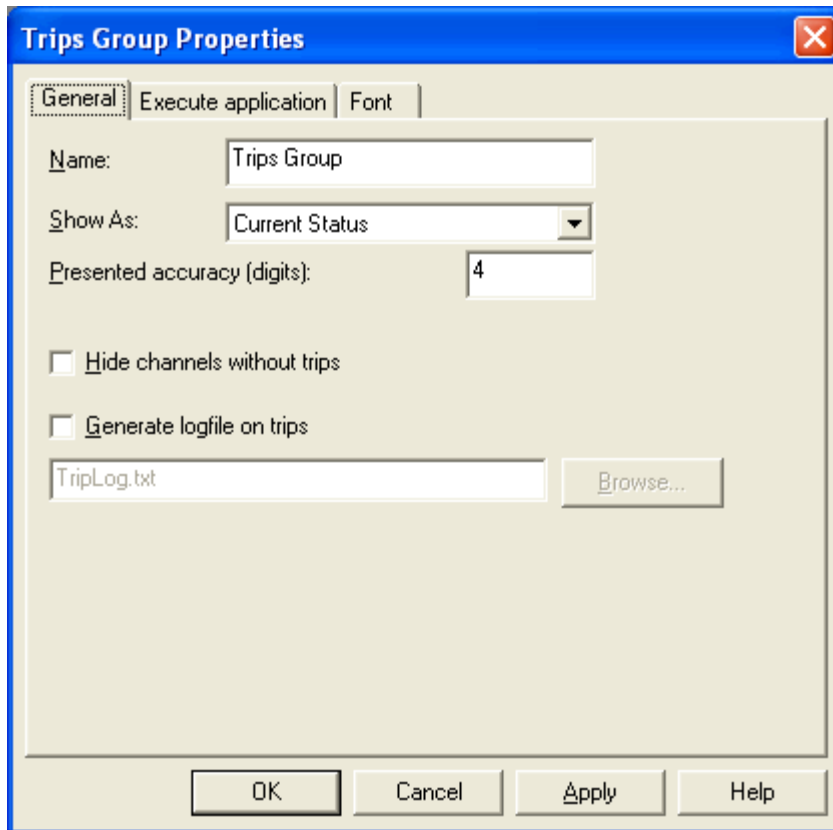 Trips Group Properties
General Execute application Font
Name: Trips Group
Show As: Current Status
Presented accuracy (digits): 4
Hide channels without trips
Generate logfile on trips
TripLog.txt Browse...
OK Cancel Apply Help